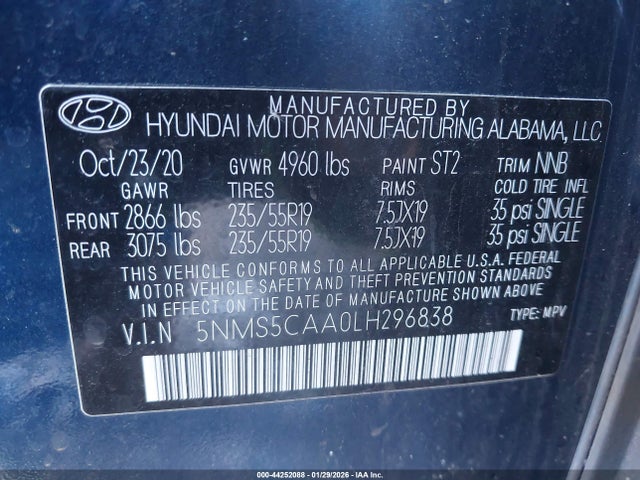 MANUFACTURED BY
HYUNDAI MOTOR MANUFACTURING ALABAMA, LLC.
Oct/23/20 GVWR 4960 lbs PAINT ST2 TRIM NNB
GAWR TIRES RIMS COLD TIRE INFL
FRONT 2866 lbs 235/55R19 7.5JX19 35 psi SINGLE
REAR 3075 lbs 235/55R19 7.5JX19 35 psi SINGLE
THIS VEHICLE CONFORMS TO ALL APPLICABLE U.S.A. FEDERAL
MOTOR VEHICLE SAFETY AND THEFT PREVENTION STANDARDS
IN EFFECT ON THE DATE OF MANUFACTURE SHOWN ABOVE.
V.I.N 5NMS5CAA0LH296838 TYPE: MPV
000-44252088 - 01/29/2026 - IAA Inc.